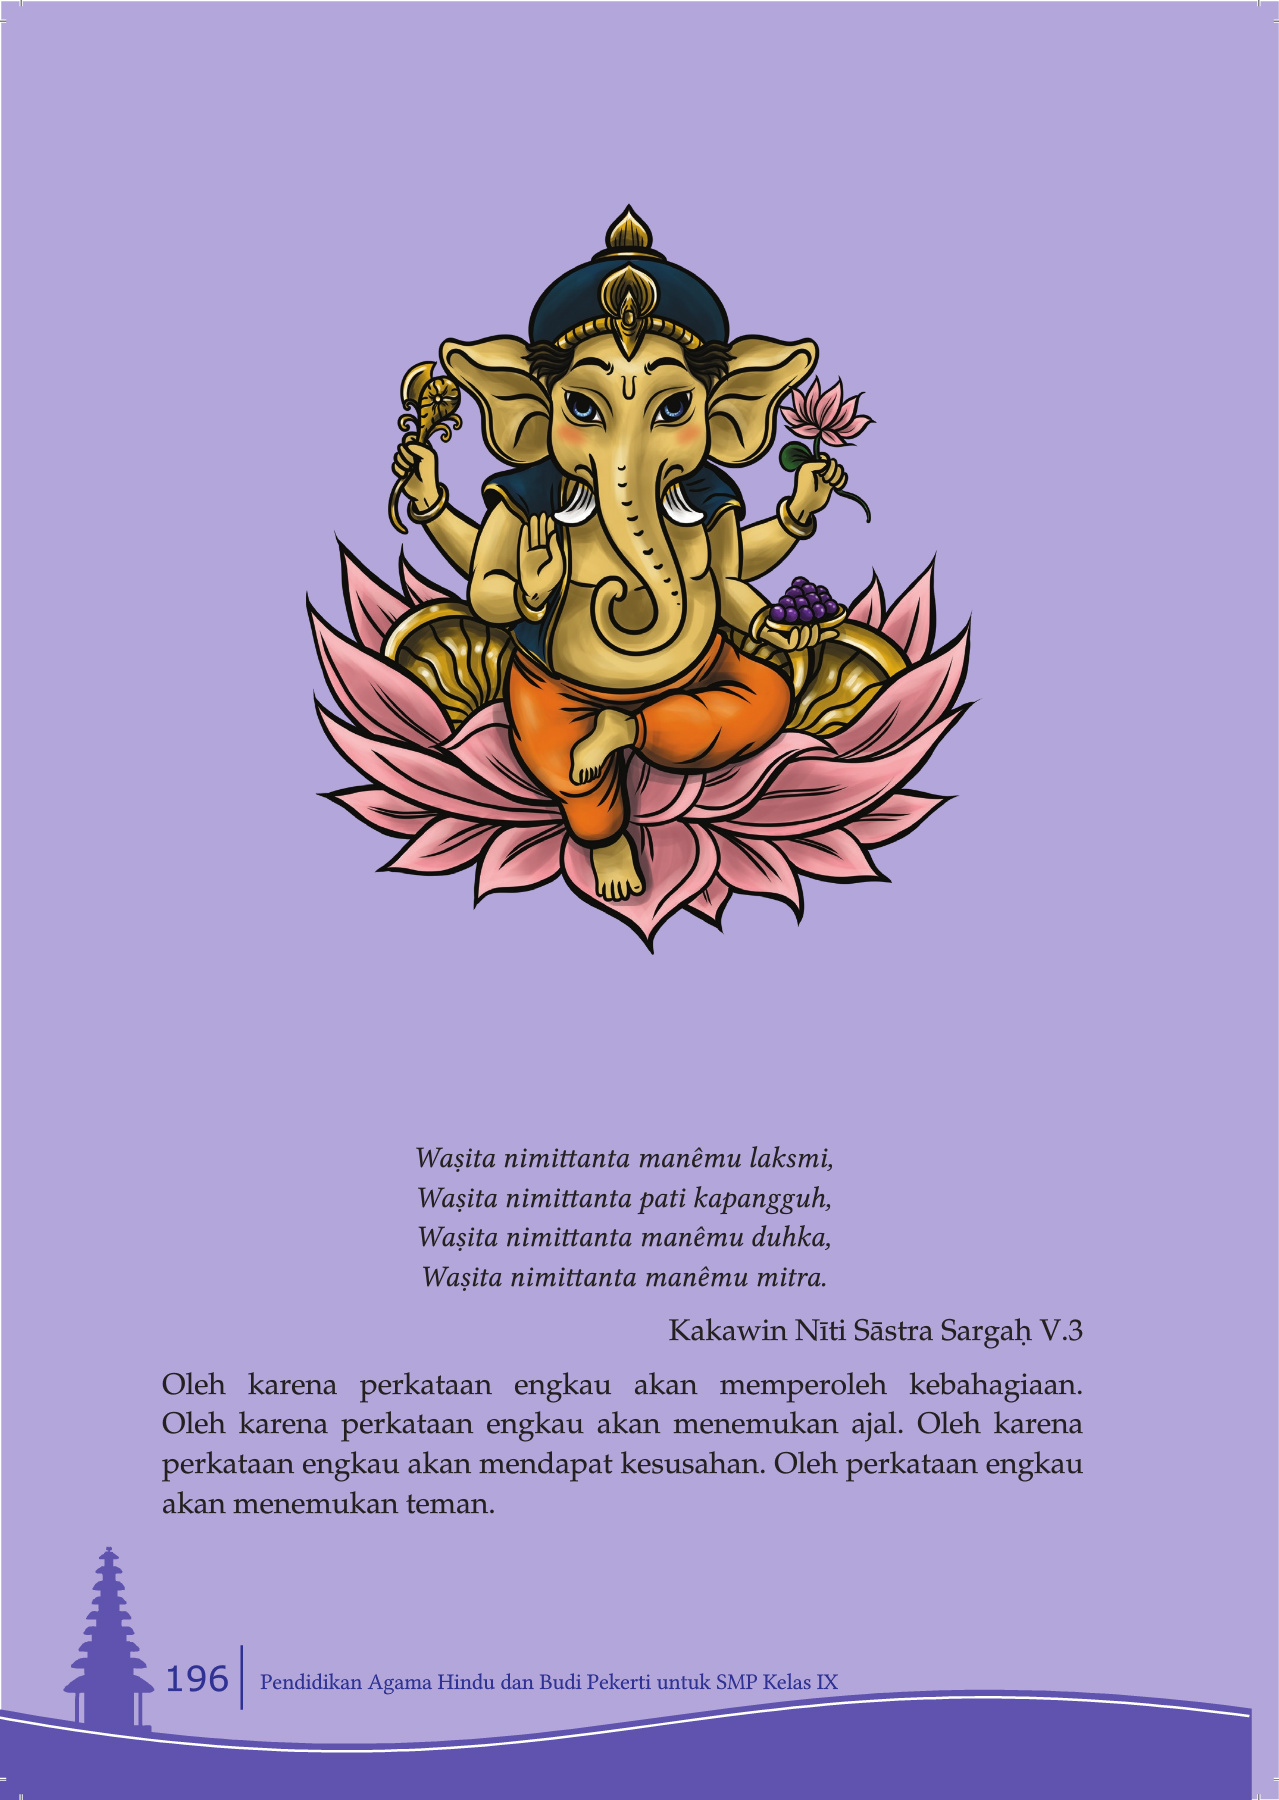 Waṣita nimittanta manêmu laksmi,
Waṣita nimittanta pati kapangguh,
Waṣita nimittanta manêmu duhka,
Waṣita nimittanta manêmu mitra.
Kakawin Nīti Sāstra Sargaḥ V.3
Oleh karena perkataan engkau akan memperoleh kebahagiaan.
Oleh karena perkataan engkau akan menemukan ajal. Oleh karena
perkataan engkau akan mendapat kesusahan. Oleh perkataan engkau
akan menemukan teman.
196
Pendidikan Agama Hindu dan Budi Pekerti untuk SMP Kelas IX